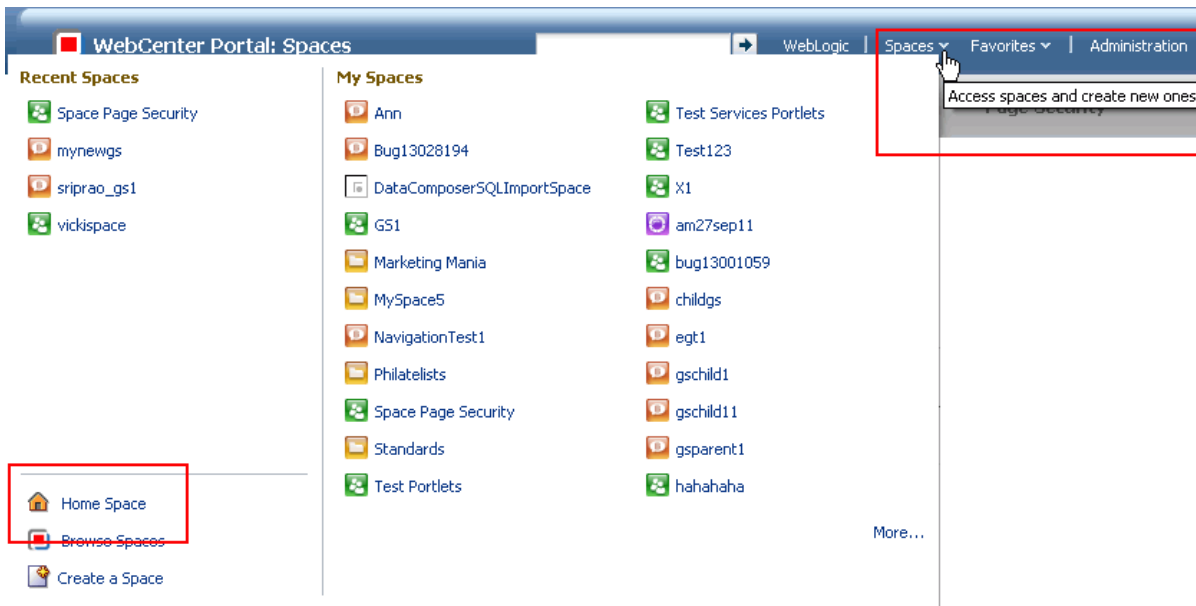 WebCenter Portal: Spaces
WebLogic | Spaces Favorites | Administration
Access spaces and create new ones
Page Security
Recent Spaces
Space Page Security
mynewgs
sriprao_gs1
vickispace
Home Space
Browse Spaces
Create a Space
My Spaces
Ann
Bug13028194
DataComposerSQLImportSpace
GS1
Marketing Mania
MySpace5
NavigationTest1
Philatelists
Space Page Security
Standards
Test Portlets
Test Services Portlets
Test123
X1
am27sep11
bug13001059
childgs
egt1
gschild1
gschild11
gsparent1
hahahaha
More...